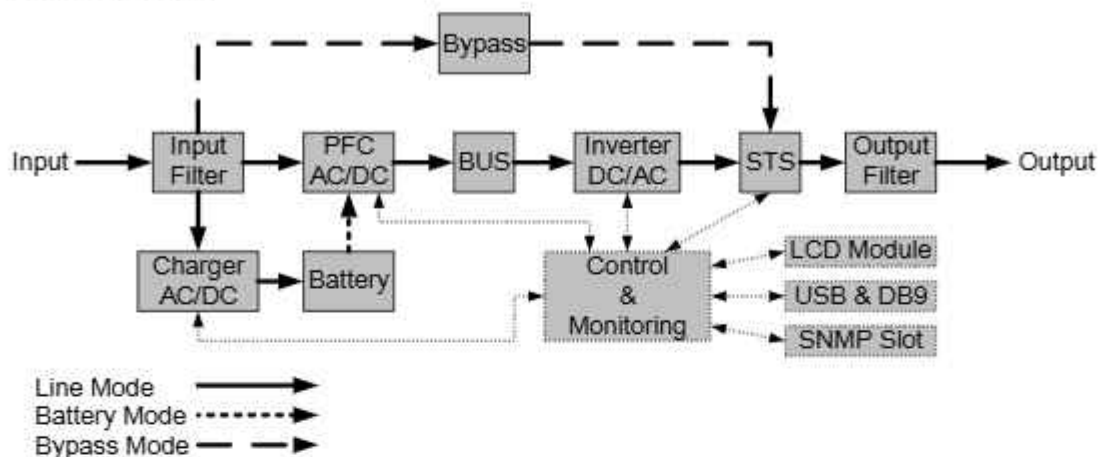 Bypass
Input
Input
Filter
PFC
AC/DC
BUS
Inverter
DC/AC
STS
Output
Filter
Output
Charger
AC/DC
Battery
Control
&
Monitoring
LCD Module
USB & DB9
SNMP Slot
Line Mode
Battery Mode
Bypass Mode